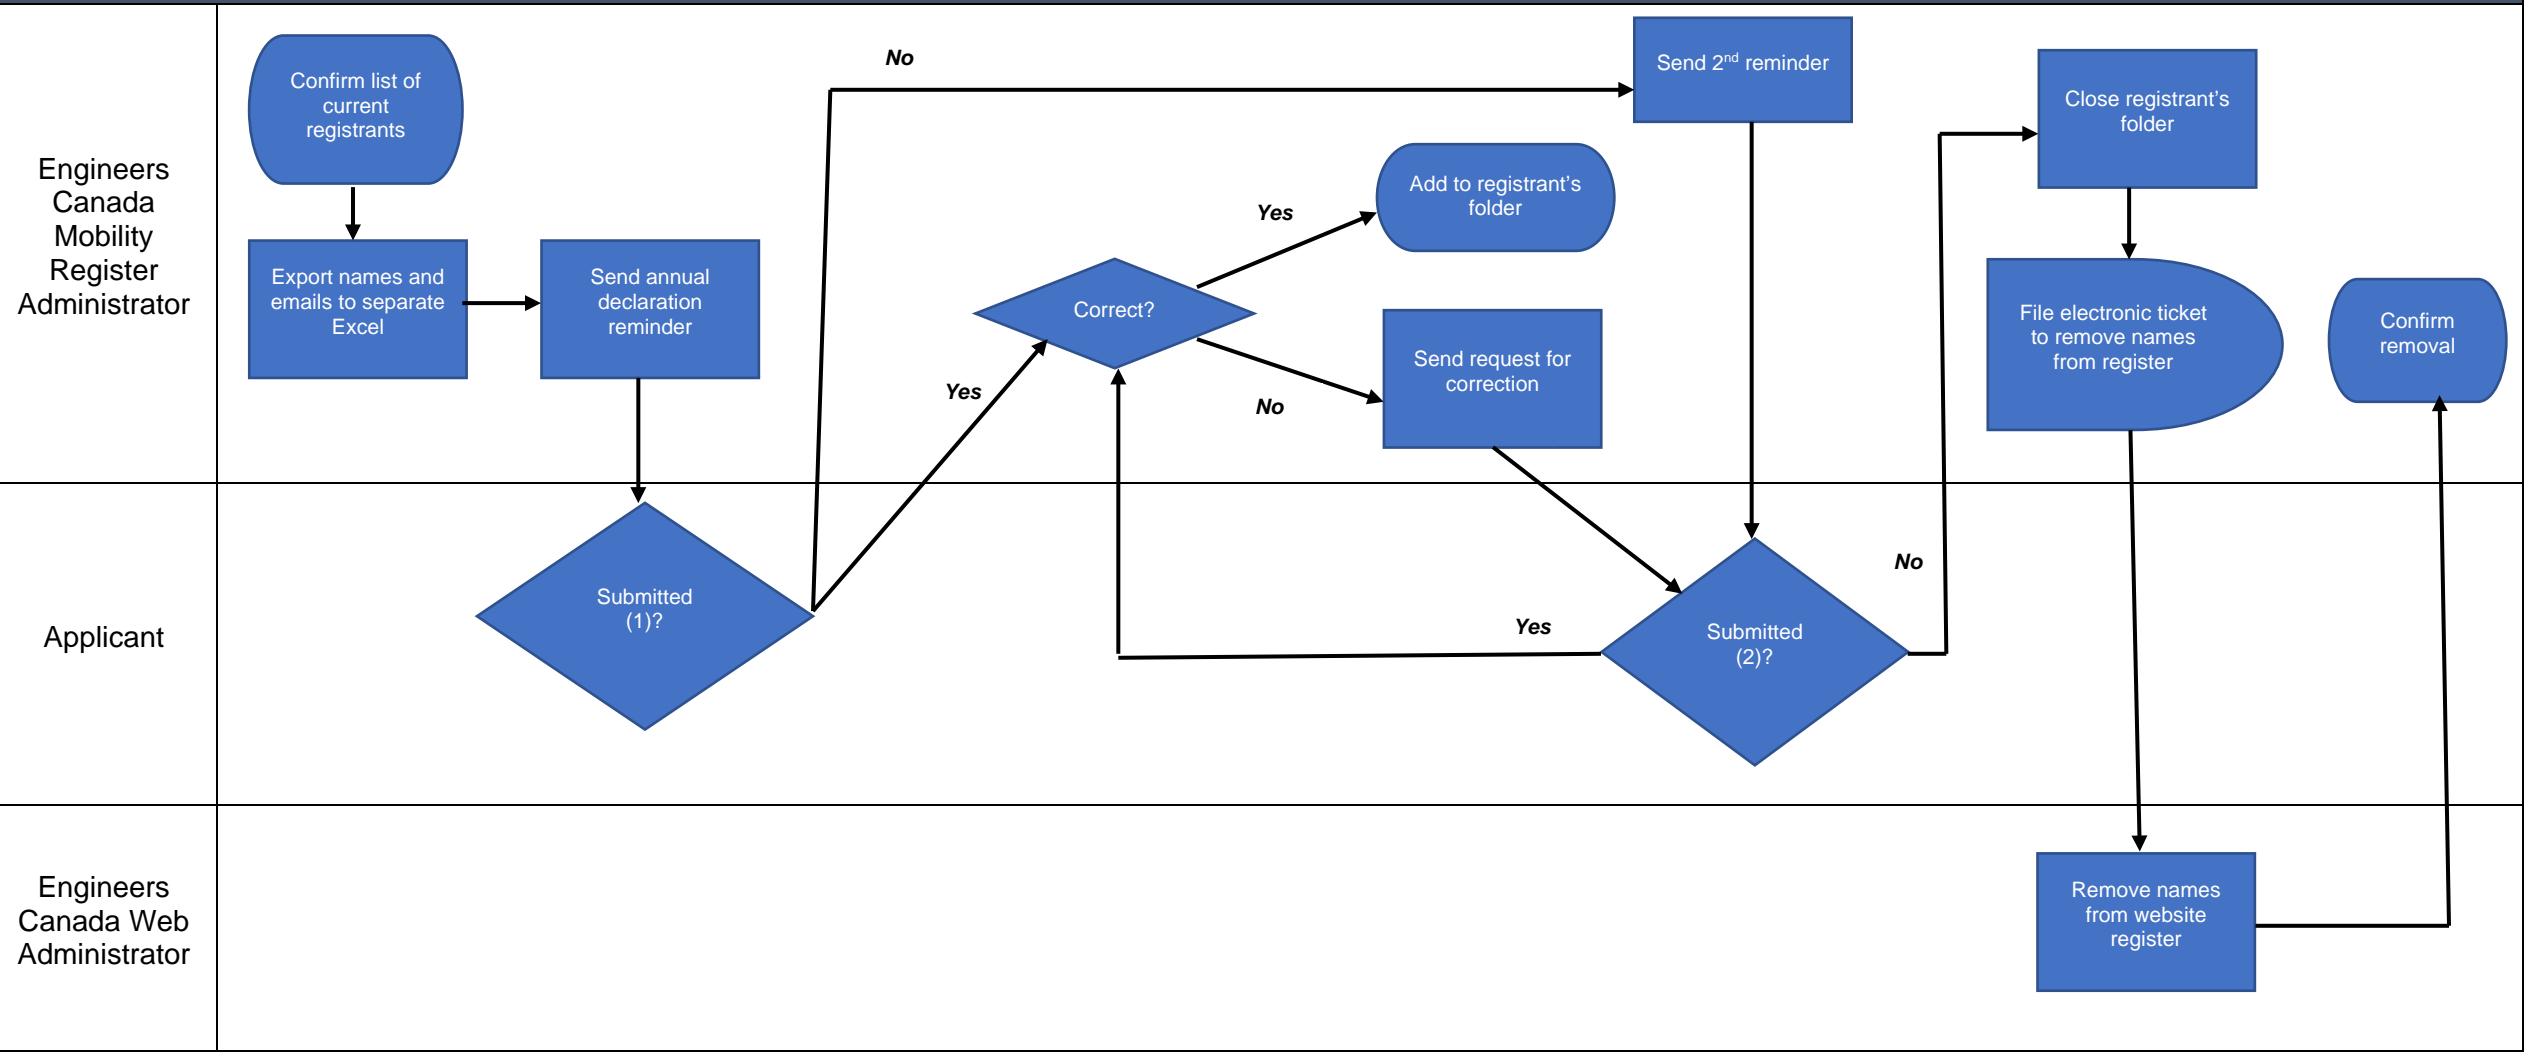 Engineers
Canada
Mobility
Register
Administrator
Confirm list of
current
registrants
Export names and
emails to separate
Excel
Send annual
declaration
reminder
No
Yes
Correct?
Yes
No
Add to registrant’s
folder
Send request for
correction
Send 2nd reminder
Close registrant’s
folder
File electronic ticket
to remove names
from register
Confirm
removal
Applicant
Submitted
(1)?
Yes
Submitted
(2)?
No
Engineers
Canada Web
Administrator
Remove names
from website
register